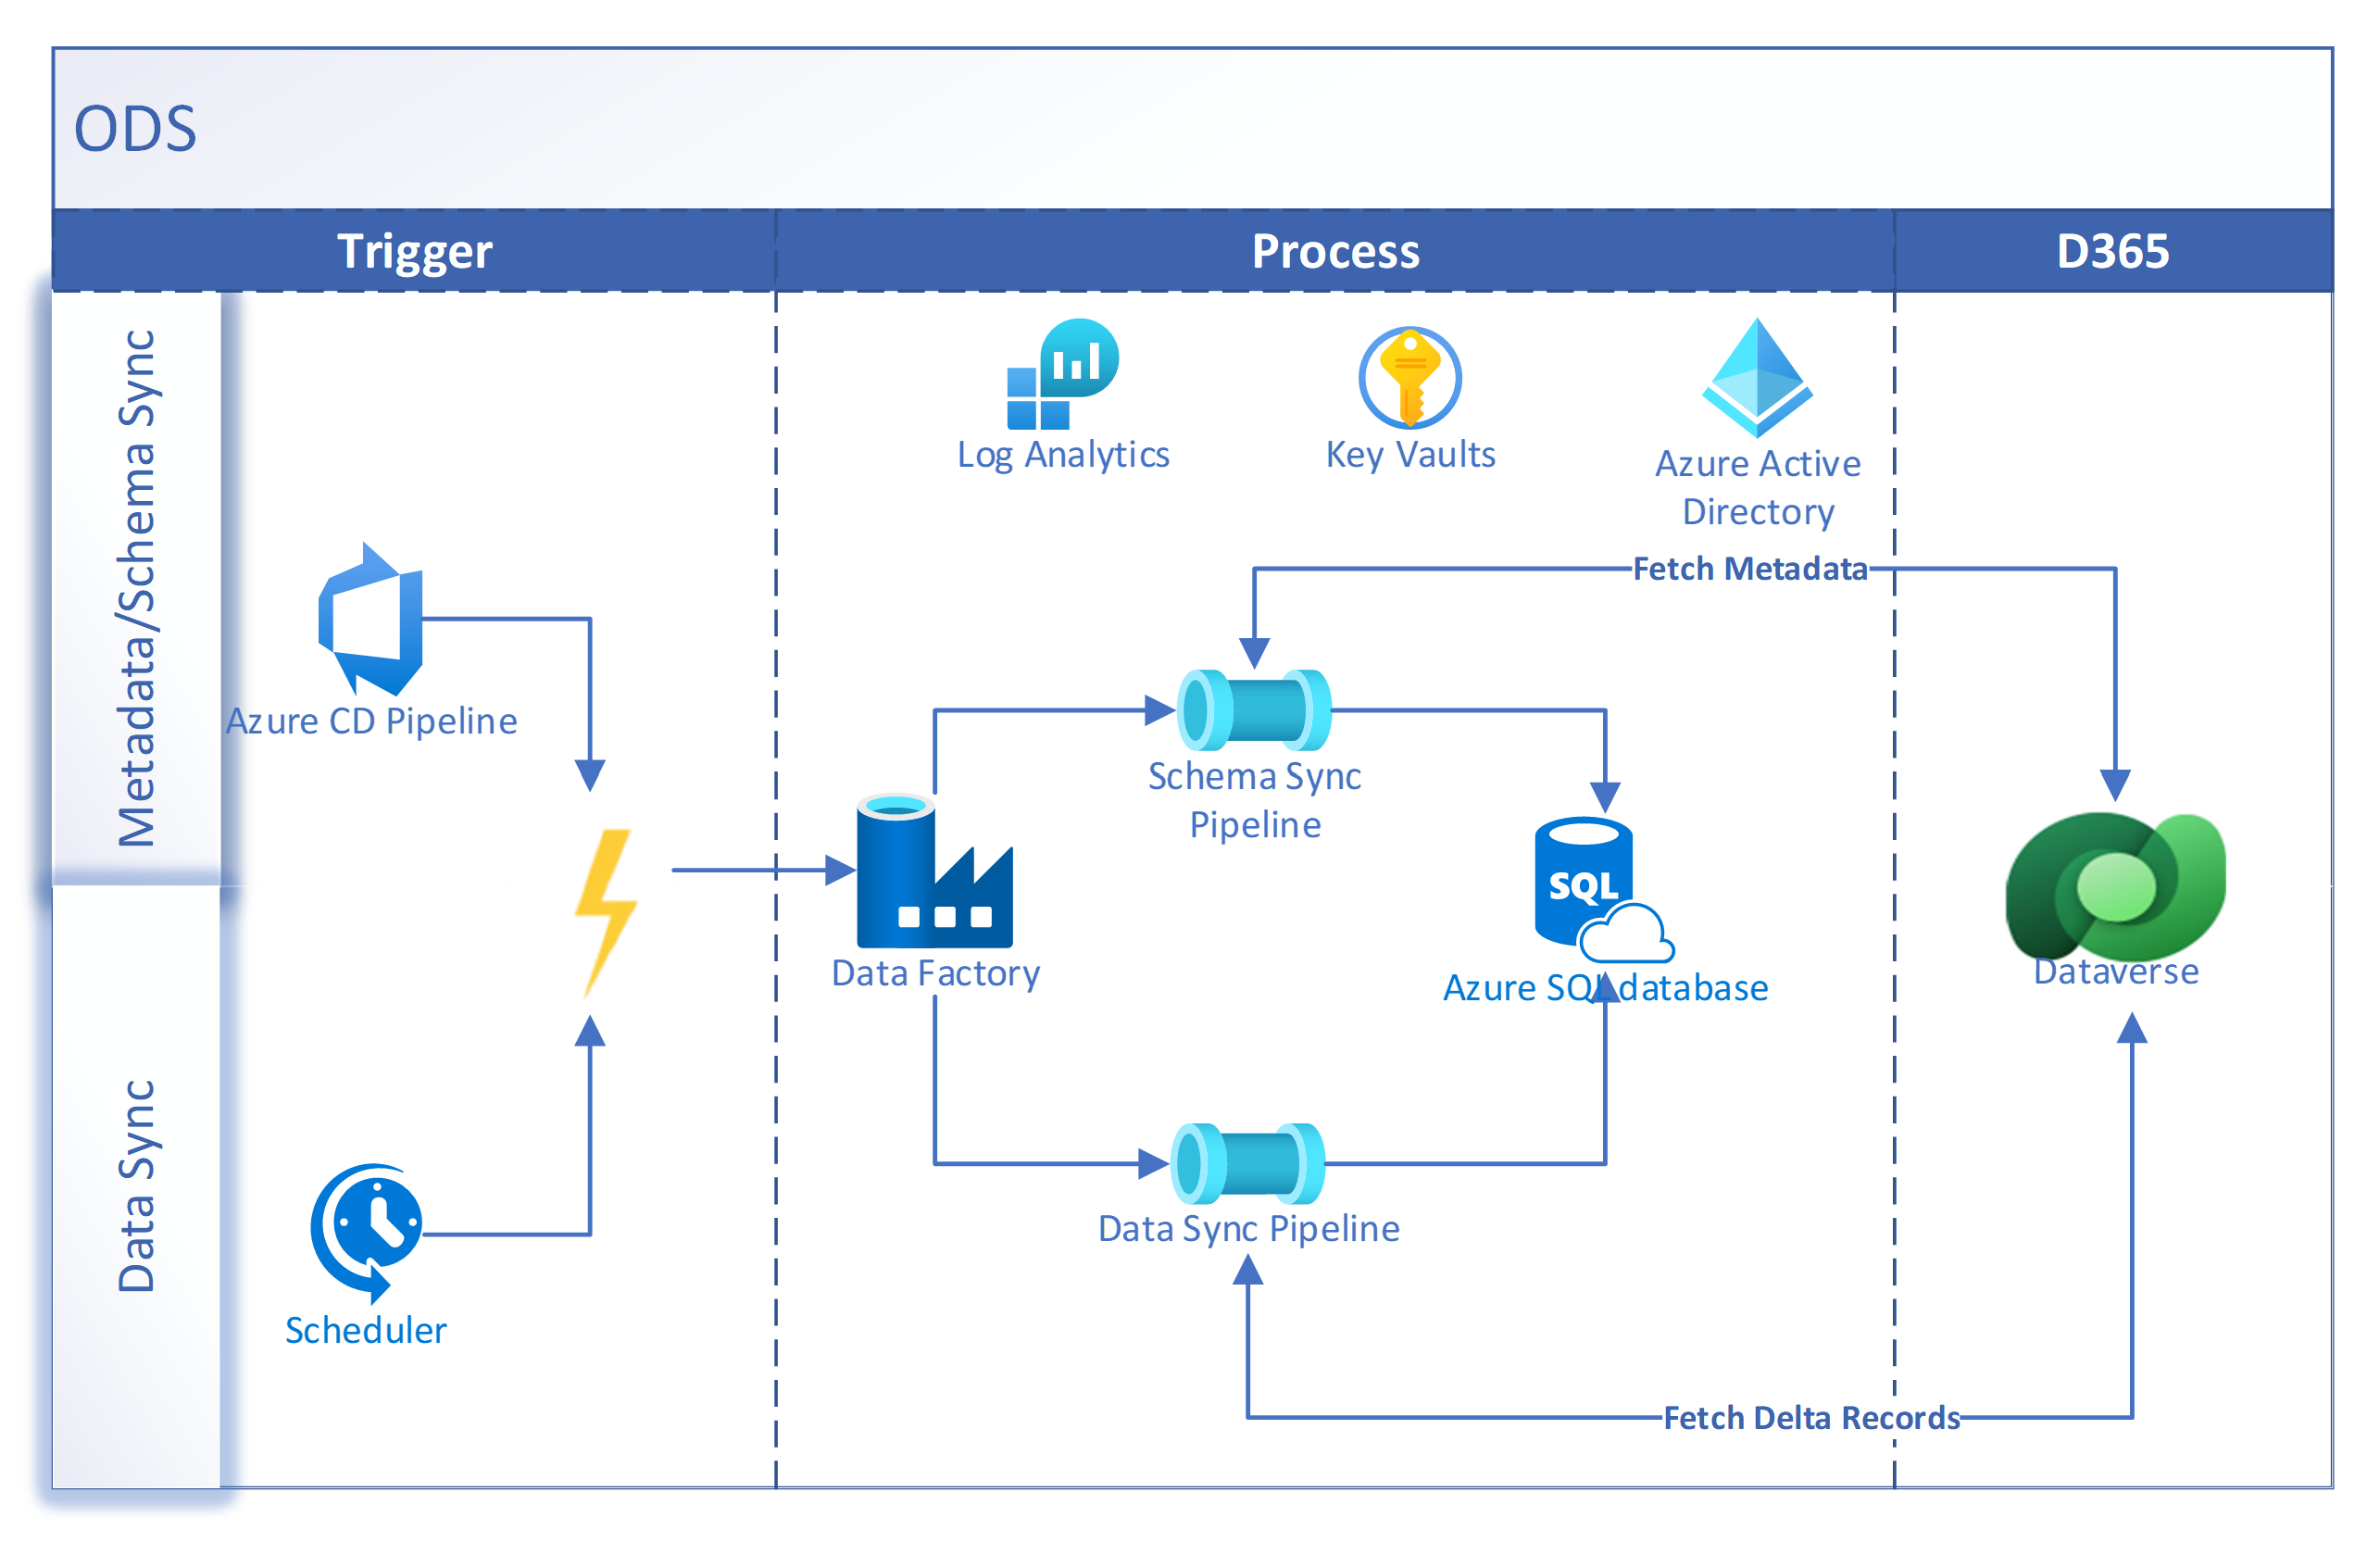 ODS
Trigger
Process
D365
Metadata/Schema Sync
Log Analytics
Key Vaults
Azure Active
Directory
Fetch Metadata
Azure CD Pipeline
Schema Sync
Pipeline
SQL
Data Factory
Azure SQL database
Dataverse
Data Sync
Data Sync Pipeline
Scheduler
Fetch Delta Records